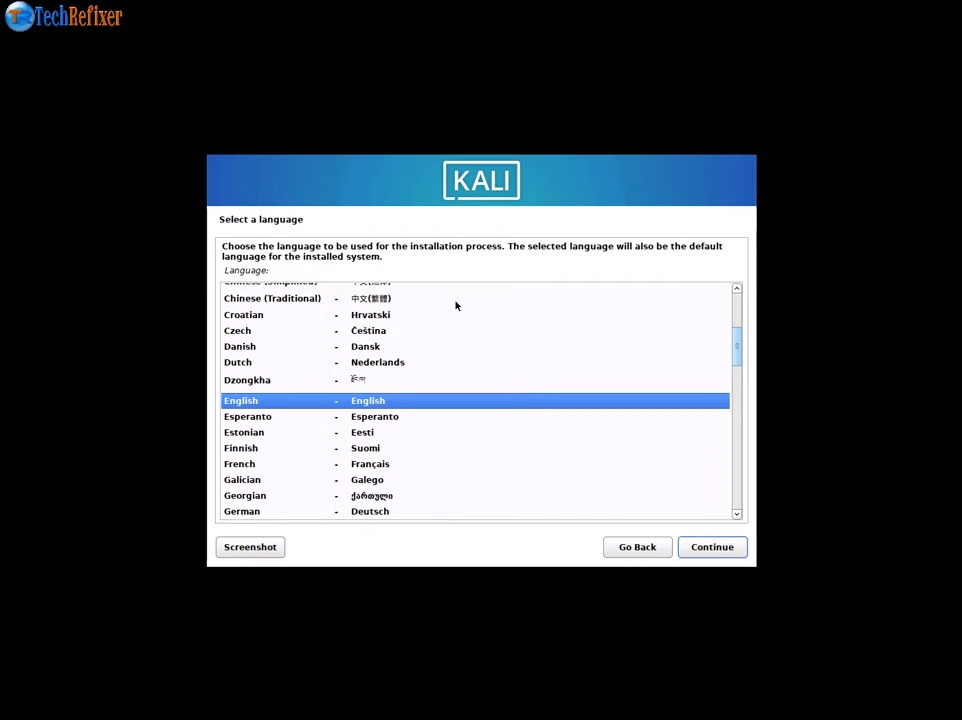 TechRefixer
KALI
Select a language
Choose the language to be used for the installation process. The selected language will also be the default
language for the installed system.
Language:
Chinese (Traditional) - 中文(繁體)
Croatian - Hrvatski
Czech - Čeština
Danish - Dansk
Dutch - Nederlands
Dzongkha - རྫོང་ཁ།
English - English
Esperanto - Esperanto
Estonian - Eesti
Finnish - Suomi
French - Français
Galician - Galego
Georgian - ქართული
German - Deutsch
Screenshot Go Back Continue